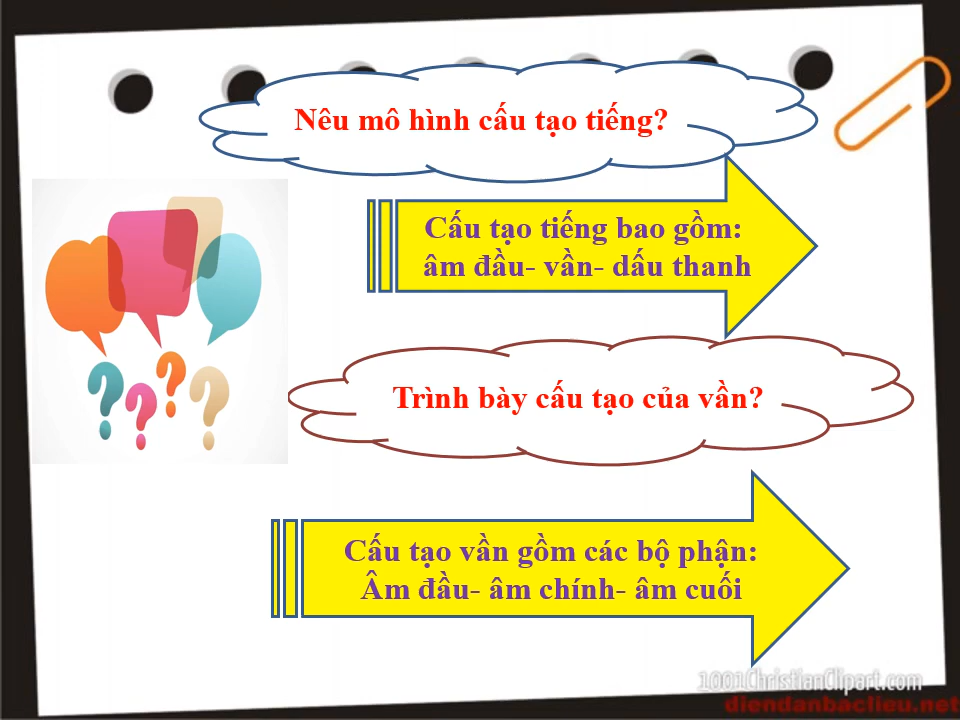 Nêu mô hình cấu tạo tiếng?
Cấu tạo tiếng bao gồm:
âm đầu- vần- dấu thanh
Trình bày cấu tạo của vần?
Cấu tạo vần gồm các bộ phận:
Âm đầu- âm chính- âm cuối
1001ChristianClipart.com
diendanbaclieu.net